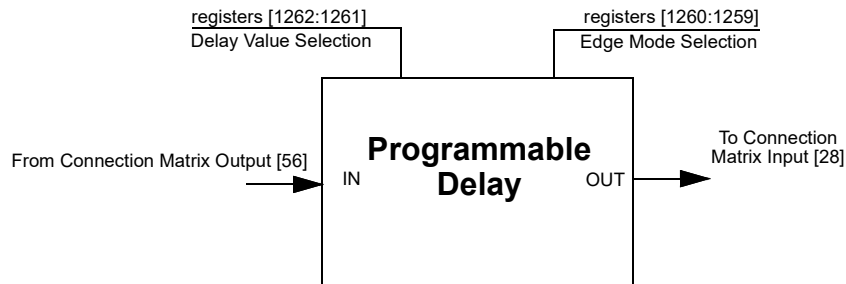 registers [1262:1261]
Delay Value Selection
registers [1260:1259]
Edge Mode Selection
From Connection Matrix Output [56]
IN
Programmable
Delay
OUT
To Connection
Matrix Input [28]